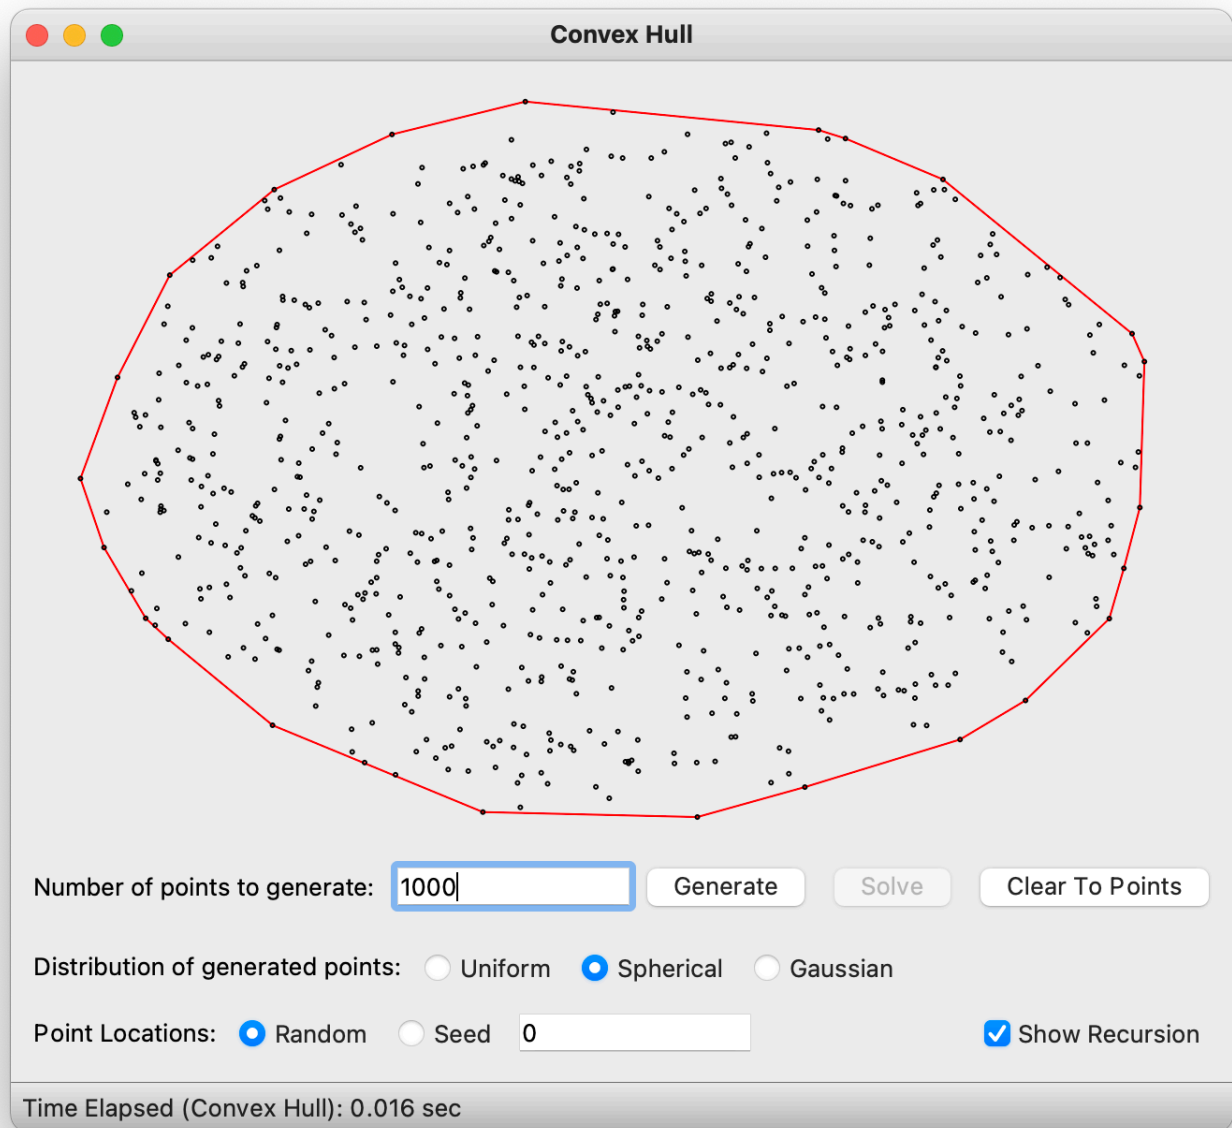 Convex Hull
Number of points to generate: 1000 Generate Solve Clear To Points
Distribution of generated points: Uniform Spherical Gaussian
Point Locations: Random Seed 0 Show Recursion
Time Elapsed (Convex Hull): 0.016 sec